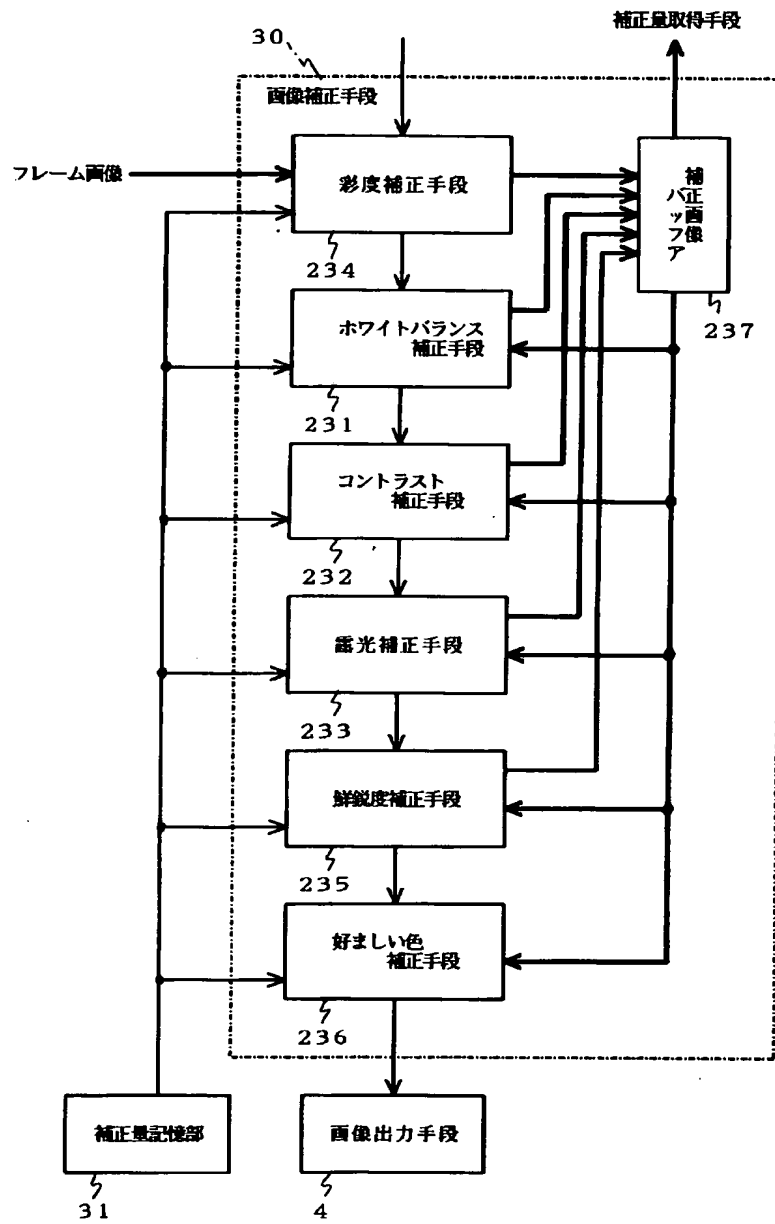 補正量取得手段
30
画像補正手段
フレーム画像
彩度補正手段
234
補正画像
バッファ
237
ホワイトバランス
補正手段
231
コントラスト
補正手段
232
露光補正手段
233
鮮鋭度補正手段
235
好ましい色
補正手段
236
補正量記憶部
31
画像出力手段
4